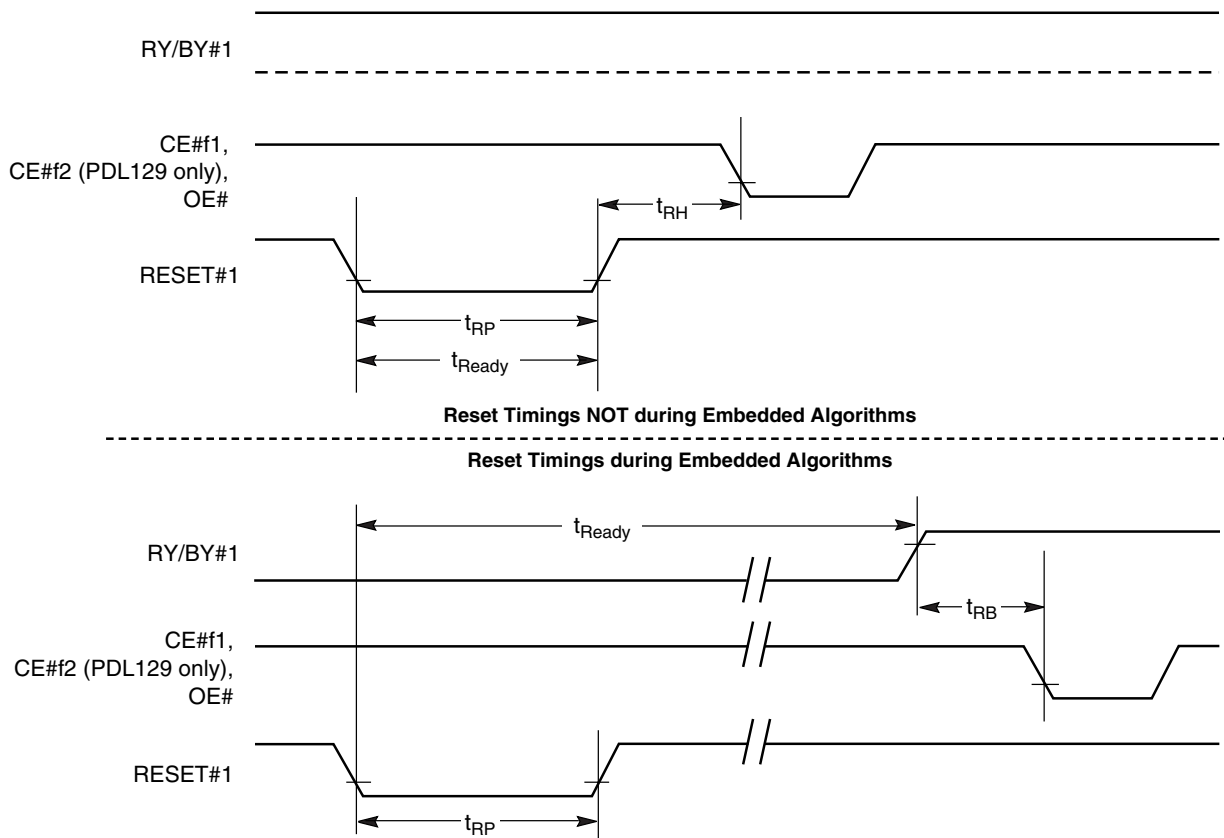 RY/BY#1
CE#f1,
CE#f2 (PDL129 only),
OE#
tRH
RESET#1
tRP
tReady
Reset Timings NOT during Embedded Algorithms
Reset Timings during Embedded Algorithms
tReady
RY/BY#1
tRB
CE#f1,
CE#f2 (PDL129 only),
OE#
RESET#1
tRP